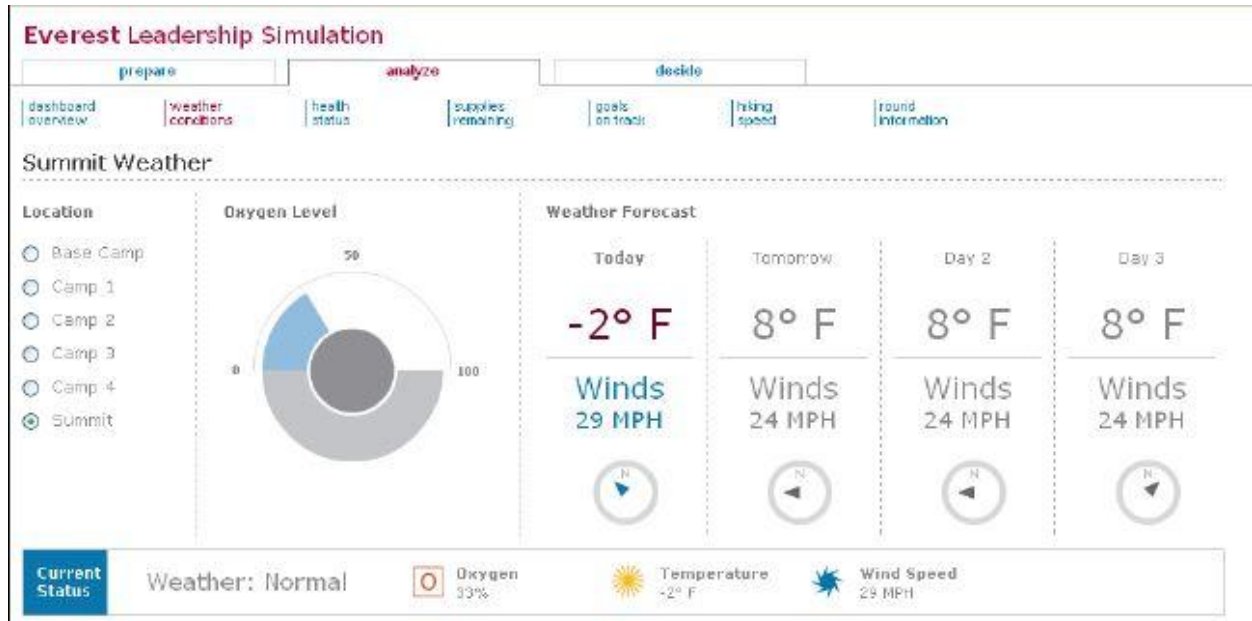 Everest Leadership Simulation
prepare analyze decide
dashboard overview
weather conditions
health status
supplies remaining
goals on track
hiking speed
round information
Summit Weather
Location
Base Camp
Camp 1
Camp 2
Camp 3
Camp 4
Summit
Oxygen Level
50
0
100
Weather Forecast
Today Tomorrow Day 2 Day 3
-2° F 8° F 8° F 8° F
Winds Winds Winds Winds
29 MPH 24 MPH 24 MPH 24 MPH
N N N N
Current Status
Weather: Normal
O
Oxygen
33%
Temperature
-2° F
Wind Speed
29 MPH